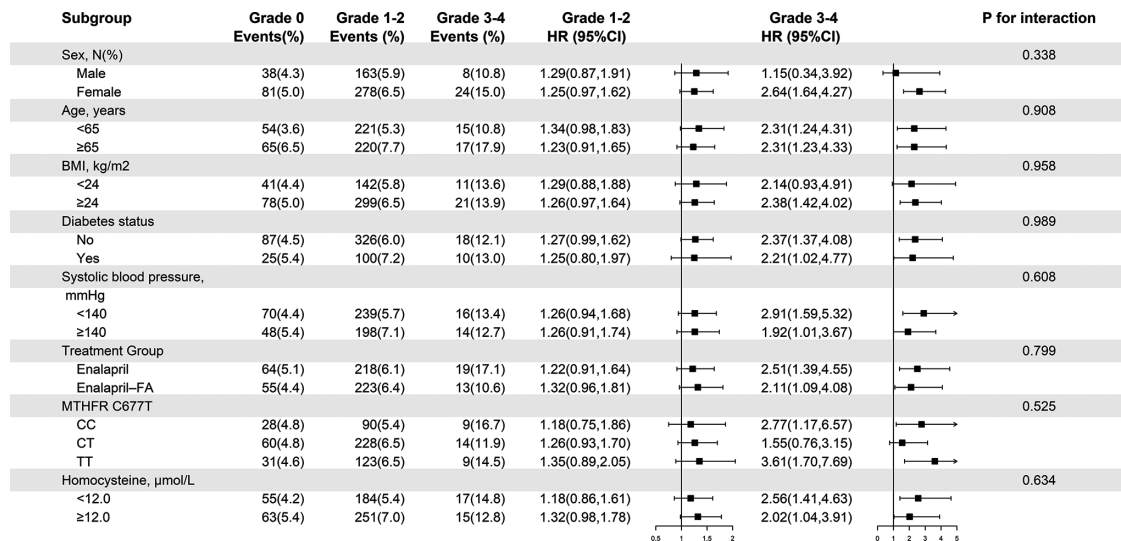 Subgroup Grade 0 Grade 1-2 Grade 3-4 Grade 1-2 Grade 3-4 P for interaction
Events(%) Events (%) Events (%) HR (95%CI) HR (95%CI)
Sex, N(%) 0.338
Male 38(4.3) 163(5.9) 8(10.8) 1.29(0.87,1.91) 1.15(0.34,3.92)
Female 81(5.0) 278(6.5) 24(15.0) 1.25(0.97,1.62) 2.64(1.64,4.27)
Age, years 0.908
<65 54(3.6) 221(5.3) 15(10.8) 1.34(0.98,1.83) 2.31(1.24,4.31)
≥65 65(6.5) 220(7.7) 17(17.9) 1.23(0.91,1.65) 2.31(1.23,4.33)
BMI, kg/m2 0.958
<24 41(4.4) 142(5.8) 11(13.6) 1.29(0.88,1.88) 2.14(0.93,4.91)
≥24 78(5.0) 299(6.5) 21(13.9) 1.26(0.97,1.64) 2.38(1.42,4.02)
Diabetes status 0.989
No 87(4.5) 326(6.0) 18(12.1) 1.27(0.99,1.62) 2.37(1.37,4.08)
Yes 25(5.4) 100(7.2) 10(13.0) 1.25(0.80,1.97) 2.21(1.02,4.77)
Systolic blood pressure, 0.608
mmHg
<140 70(4.4) 239(5.7) 16(13.4) 1.26(0.94,1.68) 2.91(1.59,5.32)
≥140 48(5.4) 198(7.1) 14(12.7) 1.26(0.91,1.74) 1.92(1.01,3.67)
Treatment Group 0.799
Enalapril 64(5.1) 218(6.1) 19(17.1) 1.22(0.91,1.64) 2.51(1.39,4.55)
Enalapril–FA 55(4.4) 223(6.4) 13(10.6) 1.32(0.96,1.81) 2.11(1.09,4.08)
MTHFR C677T 0.525
CC 28(4.8) 90(5.4) 9(16.7) 1.18(0.75,1.86) 2.77(1.17,6.57)
CT 60(4.8) 228(6.5) 14(11.9) 1.26(0.93,1.70) 1.55(0.76,3.15)
TT 31(4.6) 123(6.5) 9(14.5) 1.35(0.89,2.05) 3.61(1.70,7.69)
Homocysteine, μmol/L 0.634
<12.0 55(4.2) 184(5.4) 17(14.8) 1.18(0.86,1.61) 2.56(1.41,4.63)
≥12.0 63(5.4) 251(7.0) 15(12.8) 1.32(0.98,1.78) 2.02(1.04,3.91)
0.5 1 1.5 2 0 1 2 3 4 5